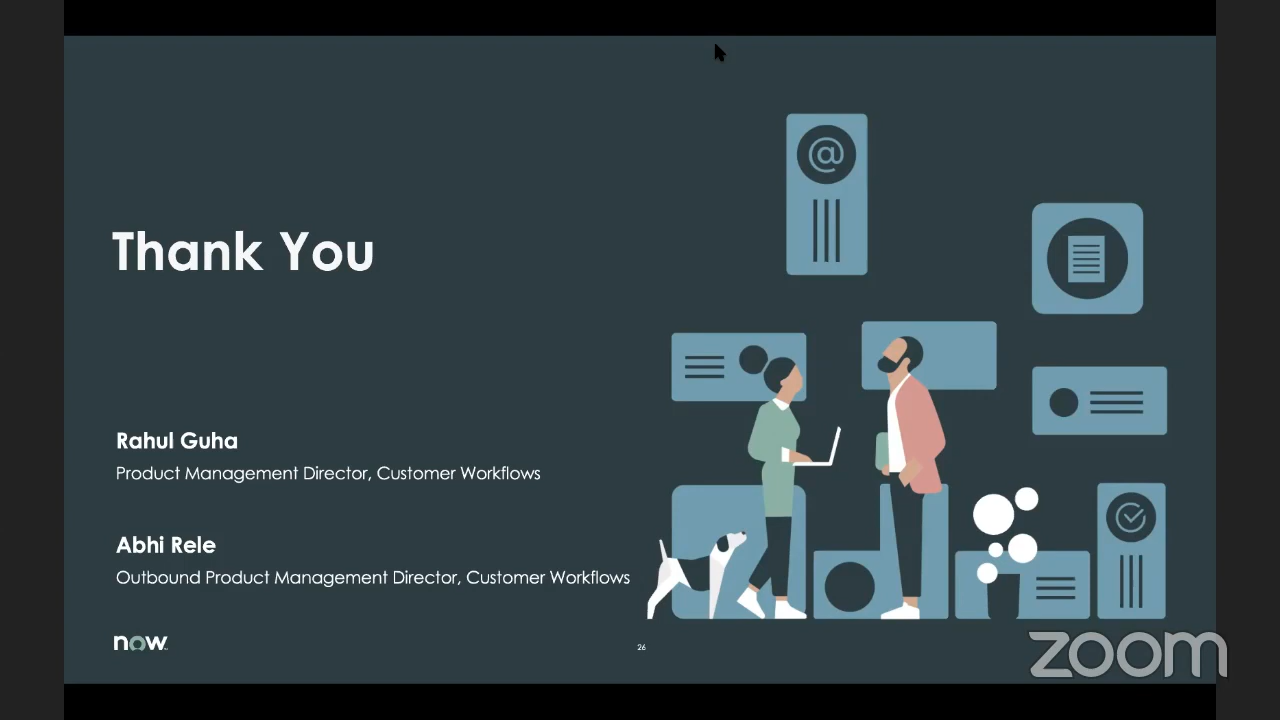 @
Thank You
Rahul Guha
Product Management Director, Customer Workflows
Abhi Rele
Outbound Product Management Director, Customer Workflows
now
26
zoom